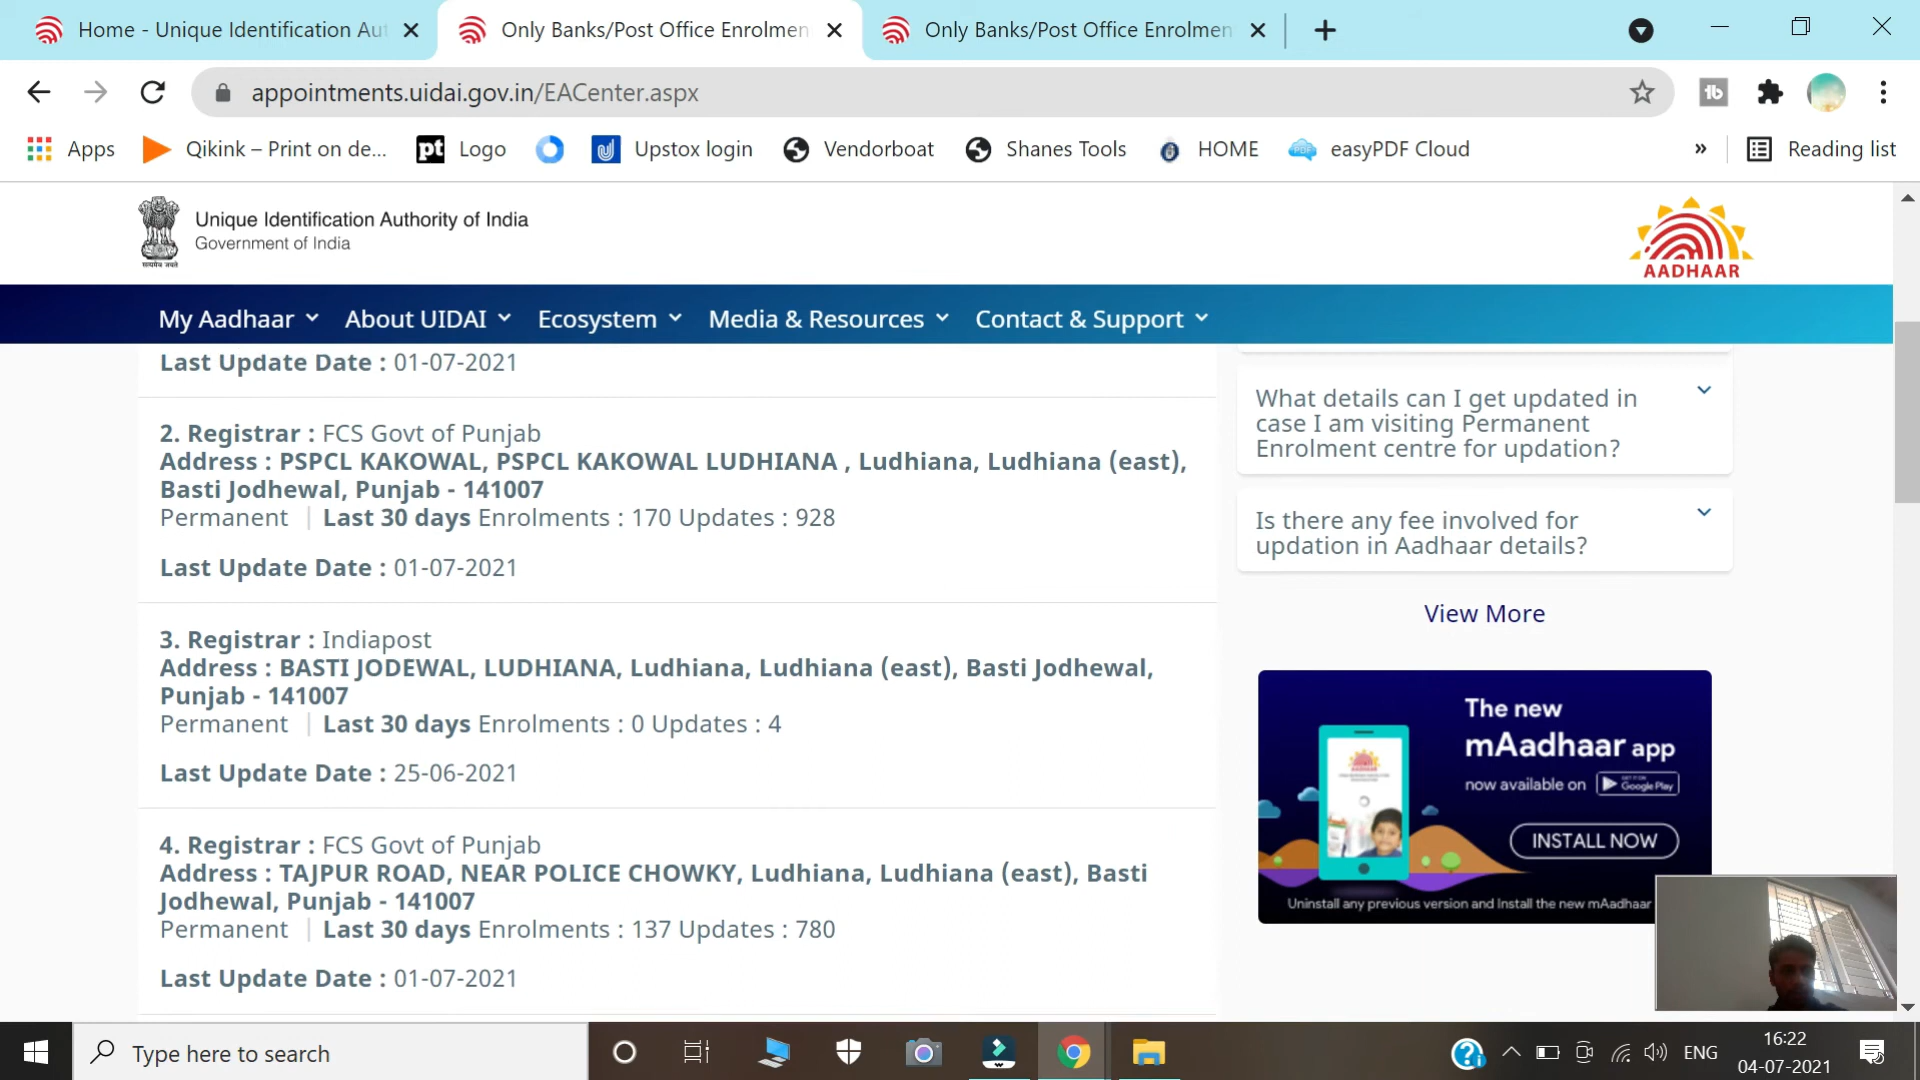 Home - Unique Identification Aut
Only Banks/Post Office Enrolmen
Only Banks/Post Office Enrolmen
appointments.uidai.gov.in/EACenter.aspx
Apps
Qikink – Print on de...
pt Logo
Upstox login
Vendorboat
Shanes Tools
HOME
easyPDF Cloud
»
Reading list
Unique Identification Authority of India
Government of India
सत्यमेव जयते
AADHAAR
My Aadhaar
About UIDAI
Ecosystem
Media & Resources
Contact & Support
Last Update Date : 01-07-2021
2. Registrar : FCS Govt of Punjab
Address : PSPCL KAKOWAL, PSPCL KAKOWAL LUDHIANA , Ludhiana, Ludhiana (east),
Basti Jodhewal, Punjab - 141007
Permanent | Last 30 days Enrolments : 170 Updates : 928
Last Update Date : 01-07-2021
3. Registrar : Indiapost
Address : BASTI JODEWAL, LUDHIANA, Ludhiana, Ludhiana (east), Basti Jodhewal,
Punjab - 141007
Permanent | Last 30 days Enrolments : 0 Updates : 4
Last Update Date : 25-06-2021
4. Registrar : FCS Govt of Punjab
Address : TAJPUR ROAD, NEAR POLICE CHOWKY, Ludhiana, Ludhiana (east), Basti
Jodhewal, Punjab - 141007
Permanent | Last 30 days Enrolments : 137 Updates : 780
Last Update Date : 01-07-2021
What details can I get updated in
case I am visiting Permanent
Enrolment centre for updation?
Is there any fee involved for
updation in Aadhaar details?
View More
The new
mAadhaar app
now available on GET IT ON Google Play
INSTALL NOW
Uninstall any previous version and Install the new mAadhaar
Type here to search
ENG
16:22
04-07-2021